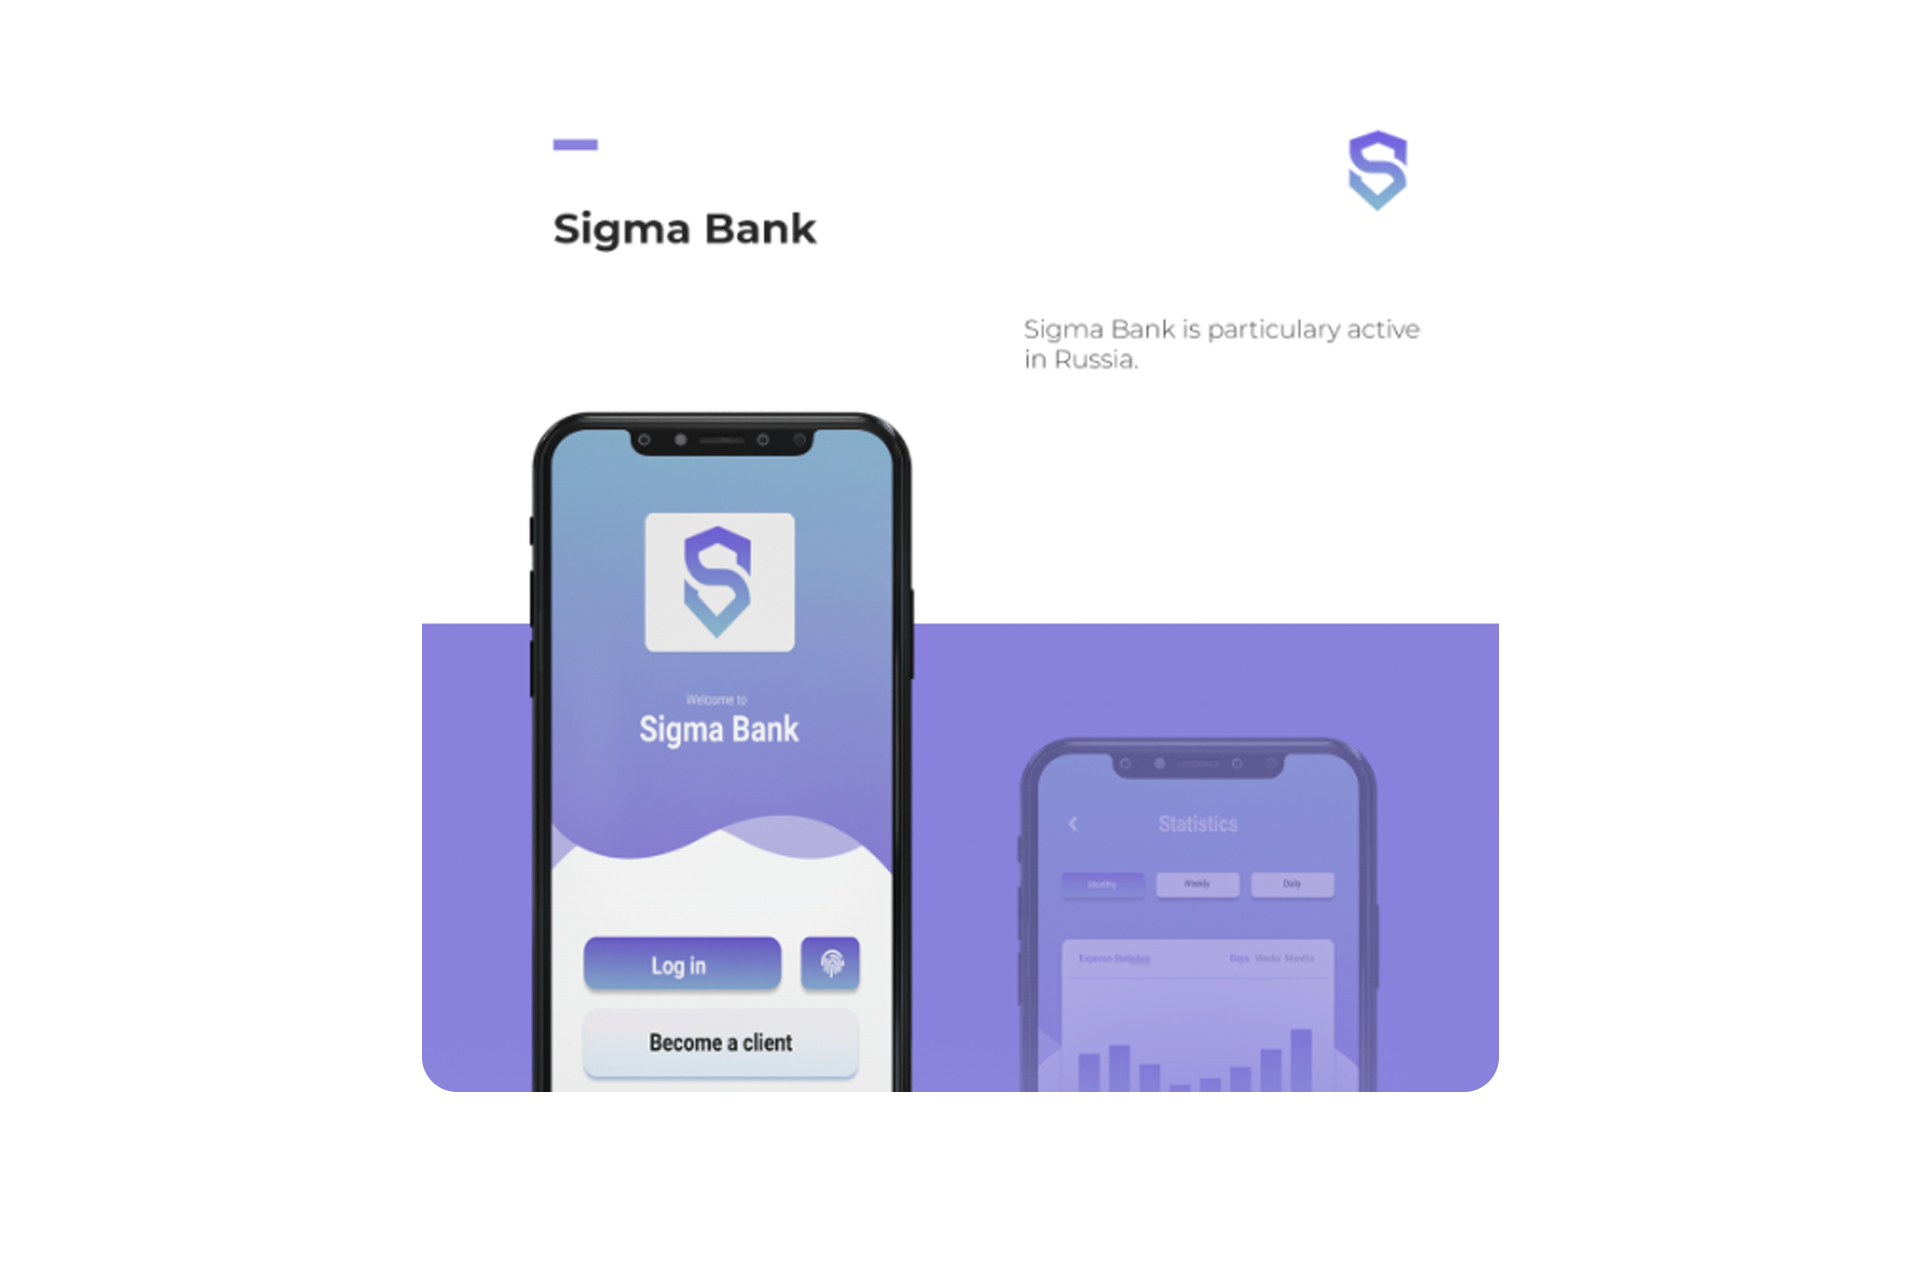 Sigma Bank
Sigma Bank is particulary active
in Russia.
Welcome to
Sigma Bank
Log in
Become a client
Statistics
Monthly Weekly Daily
Expense Statistics Days Weeks Months